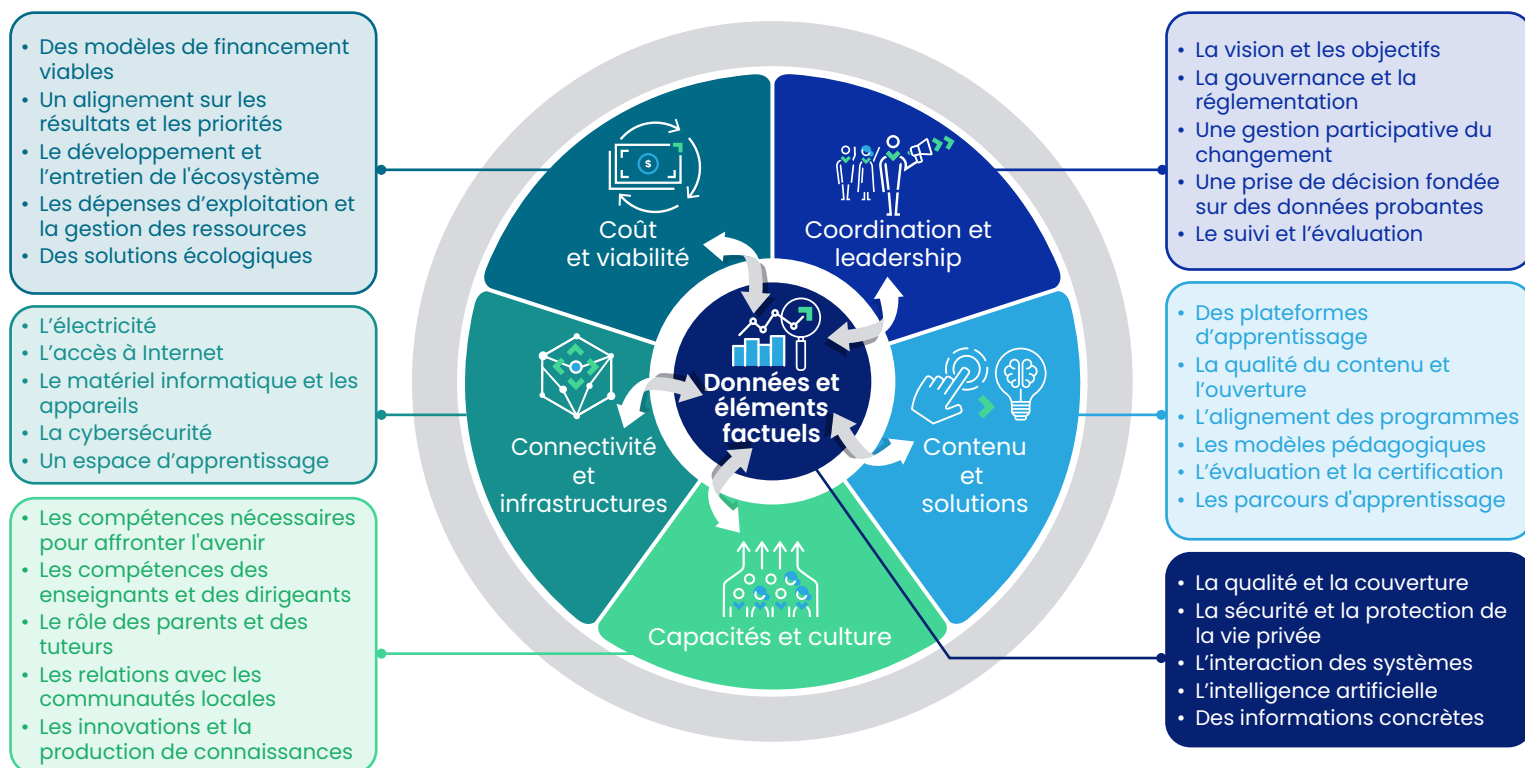 • Des modèles de financement
viables
• Un alignement sur les
résultats et les priorités
• Le développement et
l’entretien de l'écosystème
• Les dépenses d’exploitation et
la gestion des ressources
• Des solutions écologiques
• L’électricité
• L’accès à Internet
• Le matériel informatique et les
appareils
• La cybersécurité
• Un espace d’apprentissage
• Les compétences nécessaires
pour affronter l'avenir
• Les compétences des
enseignants et des dirigeants
• Le rôle des parents et des
tuteurs
• Les relations avec les
communautés locales
• Les innovations et la
production de connaissances
Coût
et viabilité
$
Coordination et
leadership
Données et
éléments
factuels
Connectivité
et
infrastructures
Contenu
et
solutions
Capacités et culture
• La vision et les objectifs
• La gouvernance et la
réglementation
• Une gestion participative du
changement
• Une prise de décision fondée
sur des données probantes
• Le suivi et l’évaluation
• Des plateformes
d’apprentissage
• La qualité du contenu et
l’ouverture
• L’alignement des programmes
• Les modèles pédagogiques
• L’évaluation et la certification
• Les parcours d'apprentissage
• La qualité et la couverture
• La sécurité et la protection de
la vie privée
• L’interaction des systèmes
• L’intelligence artificielle
• Des informations concrètes